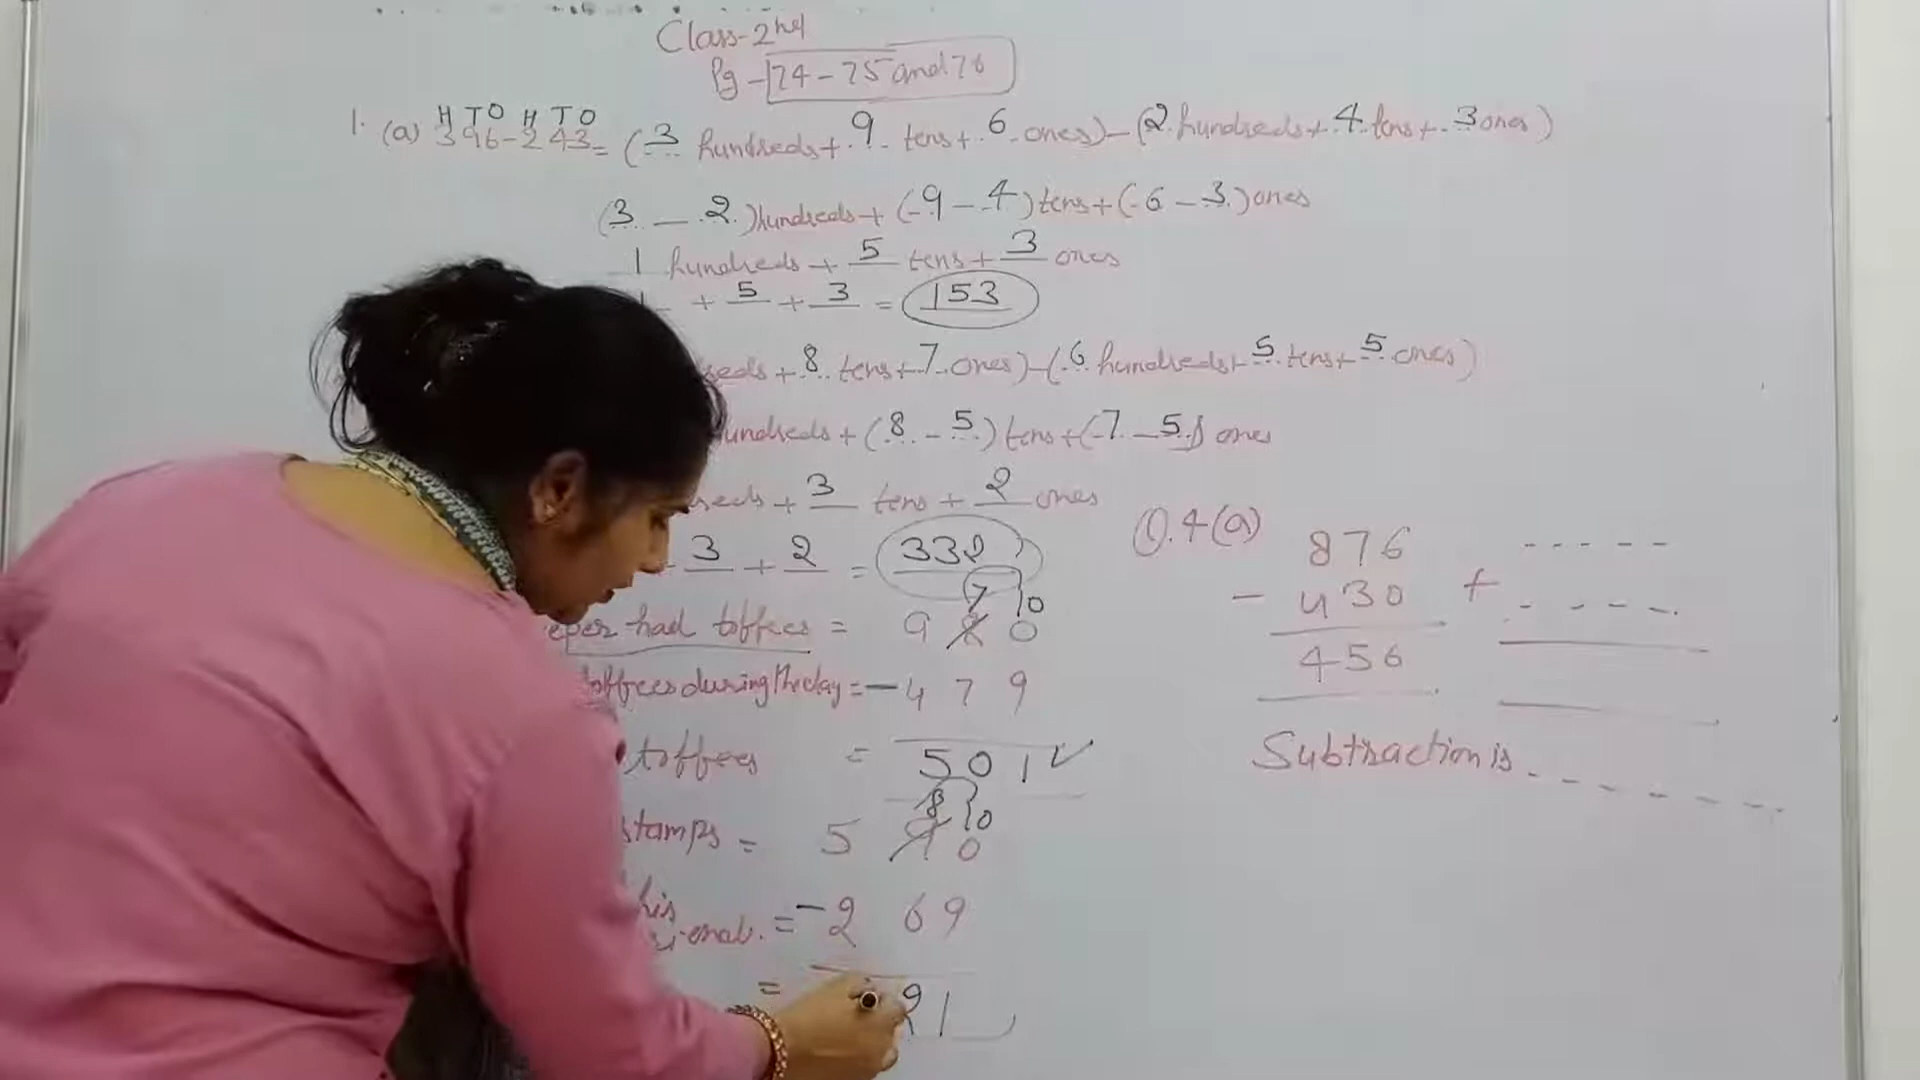 Class-2nd
Pg-74-75 and 76
H T O H T O
1. (a) 396-243= (3 hundreds+ 9 tens+ 6 ones)-(2 hundreds+ 4 tens+ 3 ones)
(3 - 2)hundreds+(9-4)tens+(6-3)ones
1 hundreds + 5 tens+ 3 ones
+ 5 + 3 = 153
+ 8 tens+7 ones)-(6 hundreds+ 5 tens+ 5 ones)
+(8-5)tens+(7-5) ones
+ 3 tens + 2 ones
3 + 2 = 332
7 10
had toffees = 9 8 0
toffees during the day = - 4 7 9
toffees = 5 0 1 ✓
8 10
stamps = 5 9 0
his
= - 2 6 9
= 2 1
Q.4(a)
876 - - - - -
- 430 + - - - - -
456
Subtraction is - - - - - - -